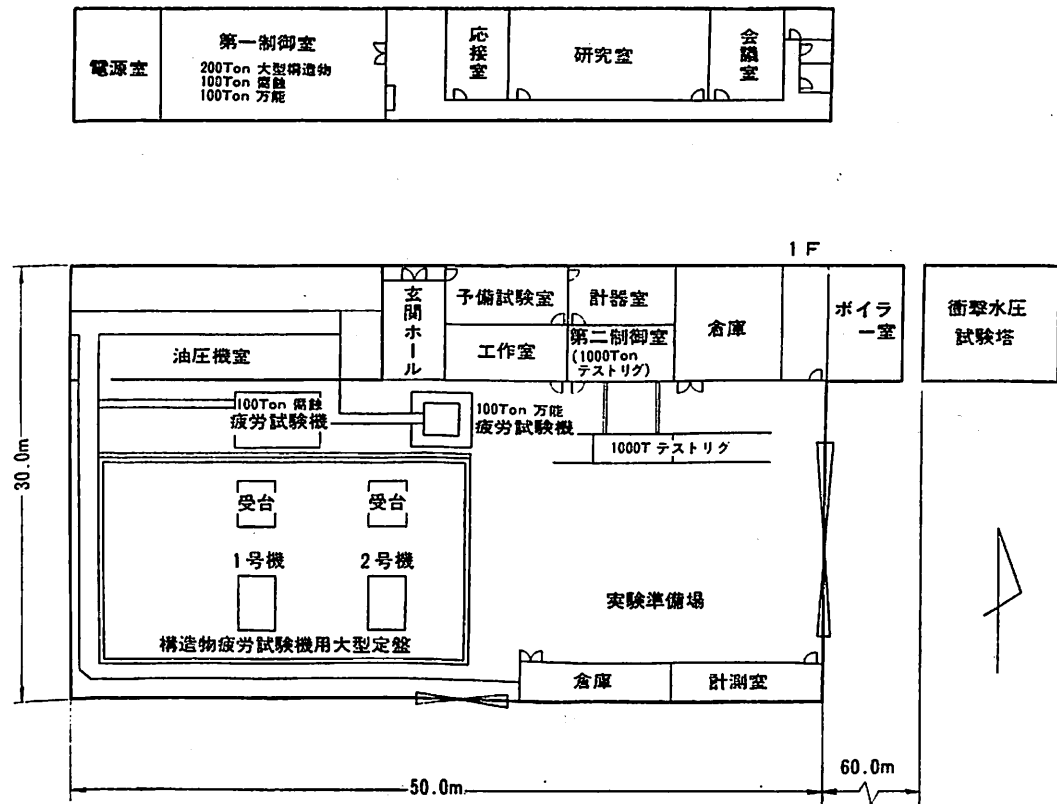 電源室
第一制御室
200Ton 大型構造物
100Ton 腐蝕
100Ton 万能
応接室
研究室
会議室
1F
玄関ホール
予備試験室
計器室
工作室
第二制御室
(1000Ton
テストリグ)
倉庫
ボイラ
ー室
衝撃水圧
試験塔
油圧機室
100Ton 腐蝕
疲労試験機
100Ton 万能
疲労試験機
1000T テストリグ
30.0m
受台
受台
1号機
2号機
実験準備場
構造物疲労試験機用大型定盤
倉庫
計測室
50.0m
60.0m